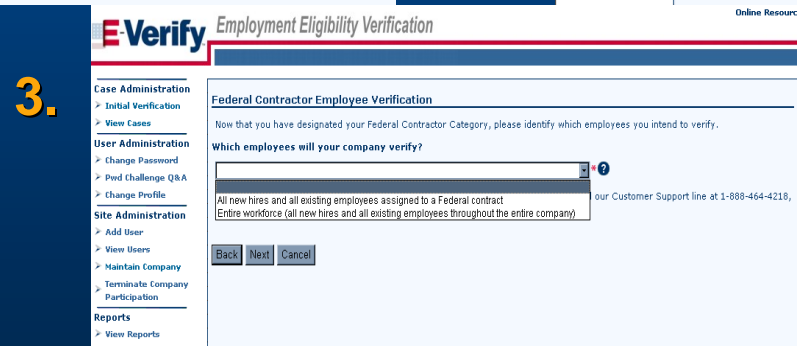 Online Resourc
E-Verify Employment Eligibility Verification
3.
Case Administration
Initial Verification
View Cases
User Administration
Change Password
Pwd Challenge Q&A
Change Profile
Site Administration
Add User
View Users
Maintain Company
Terminate Company
Participation
Reports
View Reports
Federal Contractor Employee Verification
Now that you have designated your Federal Contractor Category, please identify which employees you intend to verify.
Which employees will your company verify?
* ?
All new hires and all existing employees assigned to a Federal contract
Entire workforce (all new hires and all existing employees throughout the entire company)
our Customer Support line at 1-888-464-4218,
Back Next Cancel